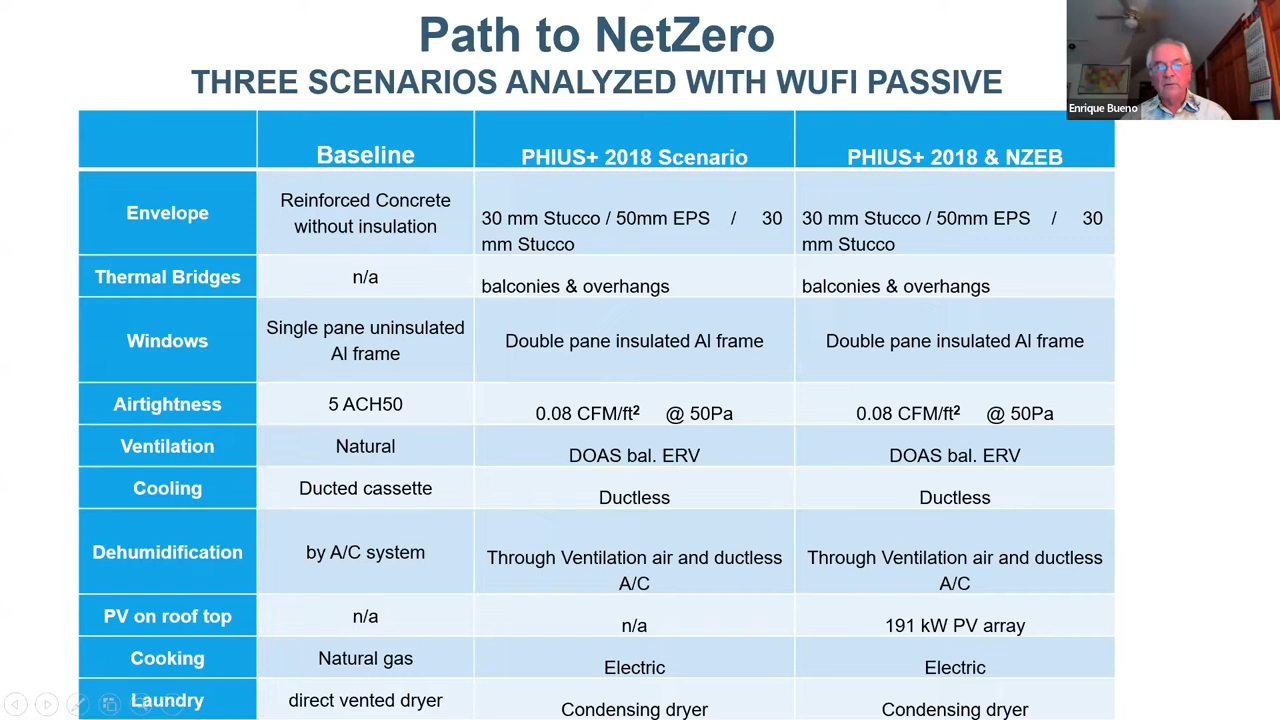 Path to NetZero
THREE SCENARIOS ANALYZED WITH WUFI PASSIVE
Enrique Bueno
Baseline
PHIUS+ 2018 Scenario
PHIUS+ 2018 & NZEB
Envelope
Reinforced Concrete
without insulation
30 mm Stucco / 50mm EPS / 30
mm Stucco
30 mm Stucco / 50mm EPS / 30
mm Stucco
Thermal Bridges
n/a
balconies & overhangs
balconies & overhangs
Windows
Single pane uninsulated
Al frame
Double pane insulated Al frame
Double pane insulated Al frame
Airtightness
5 ACH50
0.08 CFM/ft² @ 50Pa
0.08 CFM/ft² @ 50Pa
Ventilation
Natural
DOAS bal. ERV
DOAS bal. ERV
Cooling
Ducted cassette
Ductless
Ductless
Dehumidification
by A/C system
Through Ventilation air and ductless
A/C
Through Ventilation air and ductless
A/C
PV on roof top
n/a
n/a
191 kW PV array
Cooking
Natural gas
Electric
Electric
Laundry
direct vented dryer
Condensing dryer
Condensing dryer